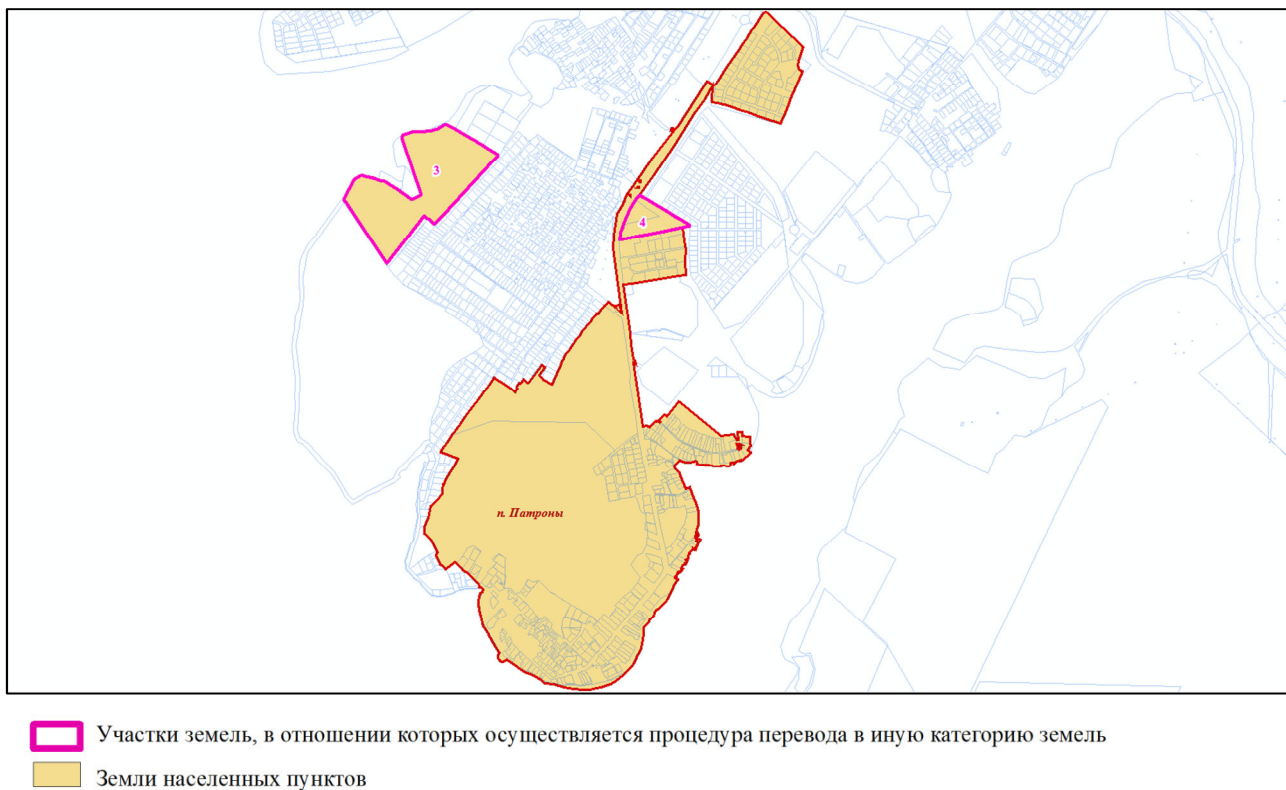 3
4
п. Патроны
Участки земель, в отношении которых осуществляется процедура перевода в иную категорию земель
Земли населенных пунктов